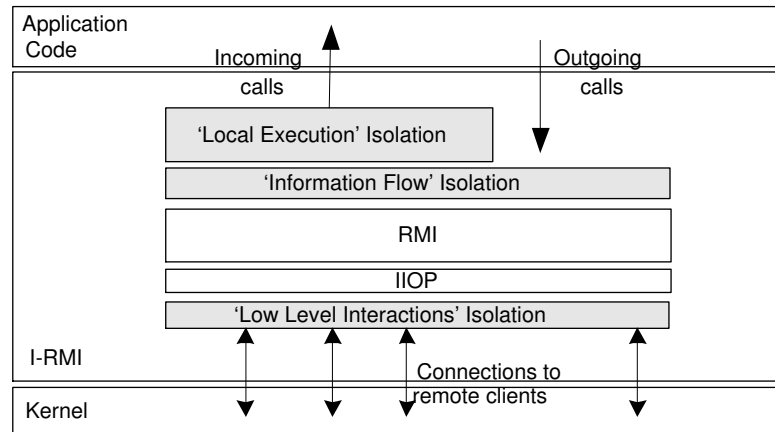 Application
Code
Incoming
calls
Outgoing
calls
‘Local Execution’ Isolation
‘Information Flow’ Isolation
RMI
IIOP
‘Low Level Interactions’ Isolation
I-RMI
Connections to
remote clients
Kernel